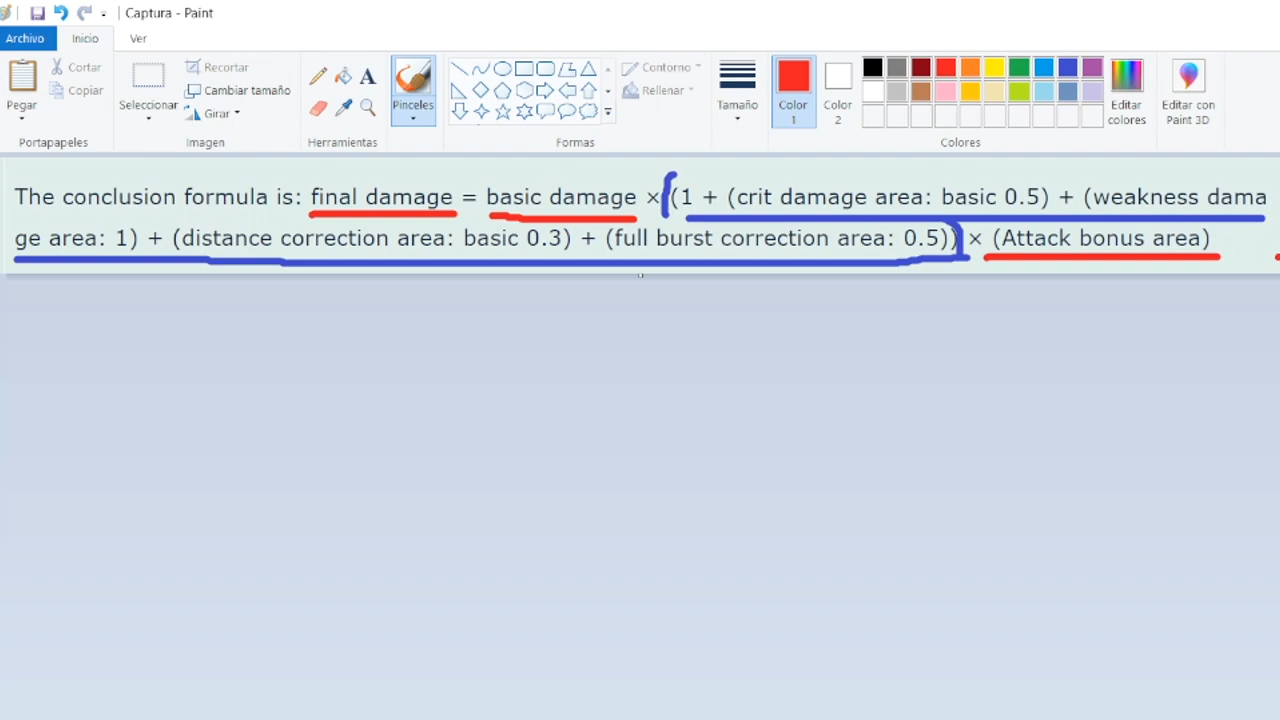 Captura - Paint
Archivo
Inicio
Ver
Pegar
Cortar
Copiar
Portapapeles
Seleccionar
Recortar
Cambiar tamaño
Girar
Imagen
A
Herramientas
Pinceles
Contorno
Rellenar
Formas
Tamaño
Color
1
Color
2
Editar
colores
Editar con
Paint 3D
Colores
The conclusion formula is: final damage = basic damage ×((1 + (crit damage area: basic 0.5) + (weakness dama
ge area: 1) + (distance correction area: basic 0.3) + (full burst correction area: 0.5)) × (Attack bonus area)